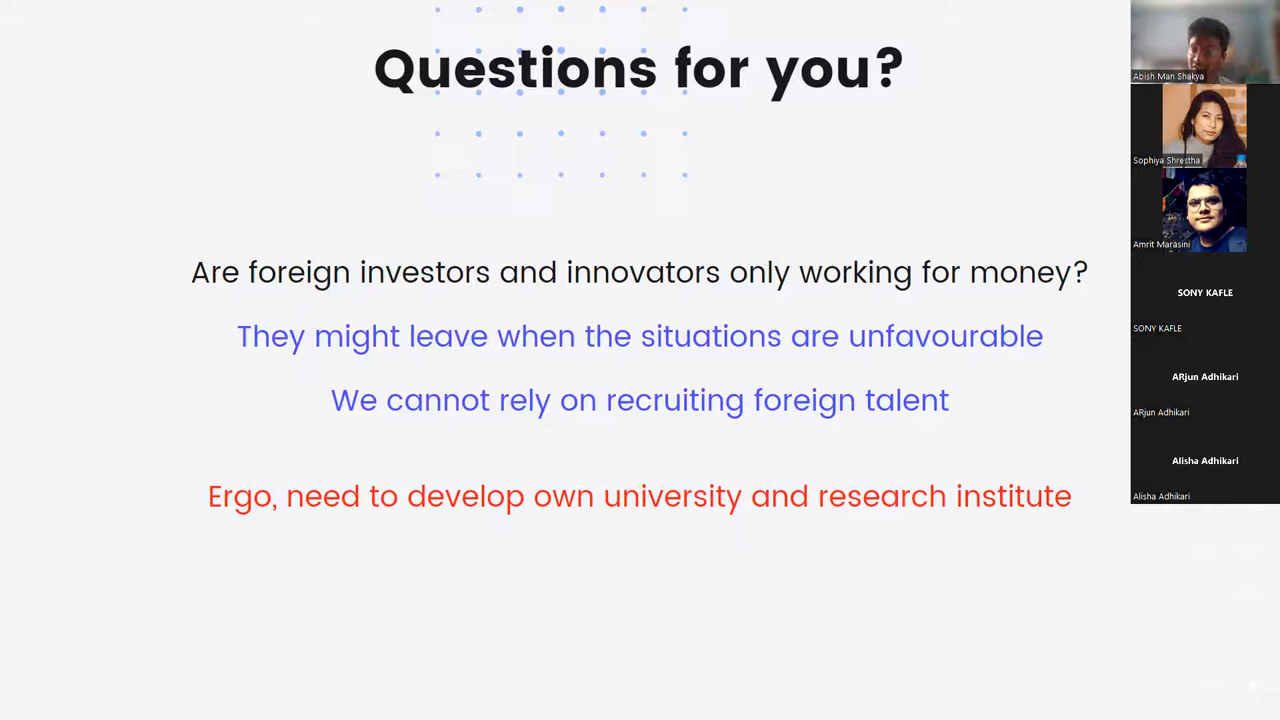 Questions for you?
Are foreign investors and innovators only working for money?
They might leave when the situations are unfavourable
We cannot rely on recruiting foreign talent
Ergo, need to develop own university and research institute
Abish Man Shakya
Sophiya Shrestha
Amrit Marasini
SONY KAFLE
SONY KAFLE
ARjun Adhikari
ARjun Adhikari
Alisha Adhikari
Alisha Adhikari